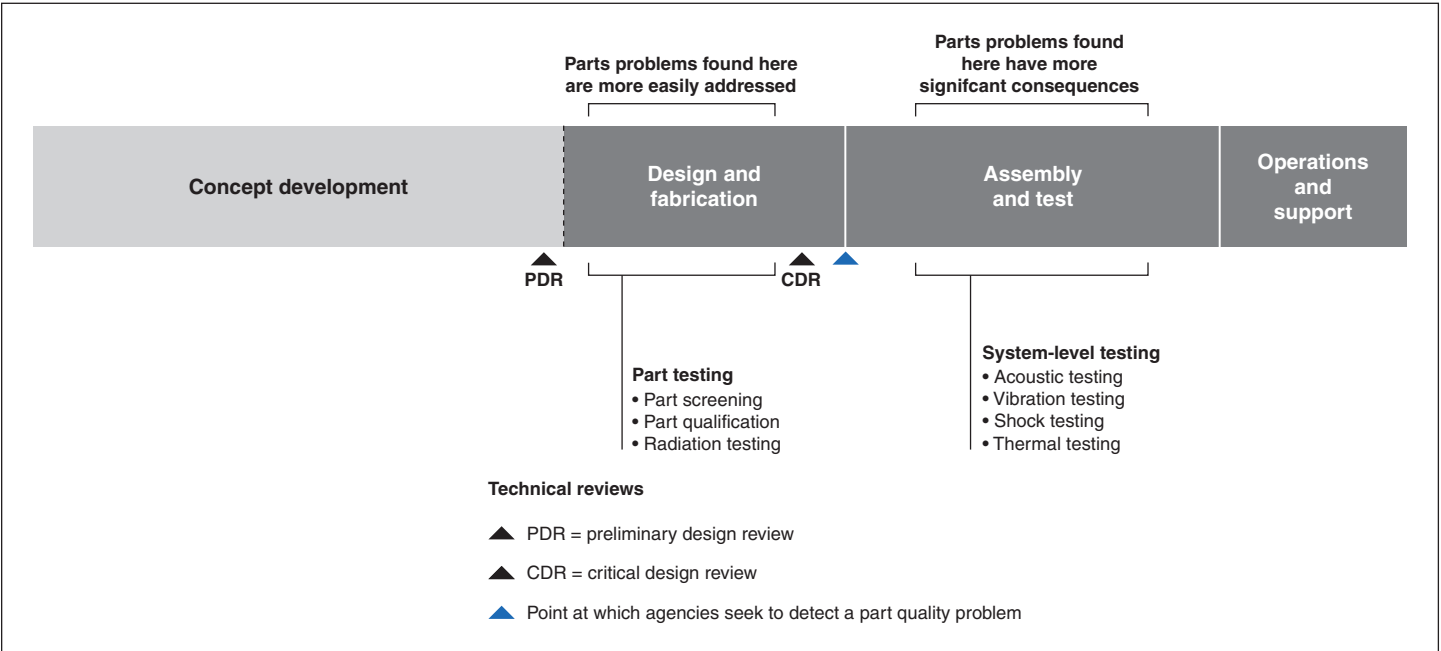 Parts problems found here
are more easily addressed
Parts problems found
here have more
signifcant consequences
Concept development
Design and
fabrication
Assembly
and test
Operations
and
support
PDR
CDR
Part testing
• Part screening
• Part qualification
• Radiation testing
System-level testing
• Acoustic testing
• Vibration testing
• Shock testing
• Thermal testing
Technical reviews
PDR = preliminary design review
CDR = critical design review
Point at which agencies seek to detect a part quality problem